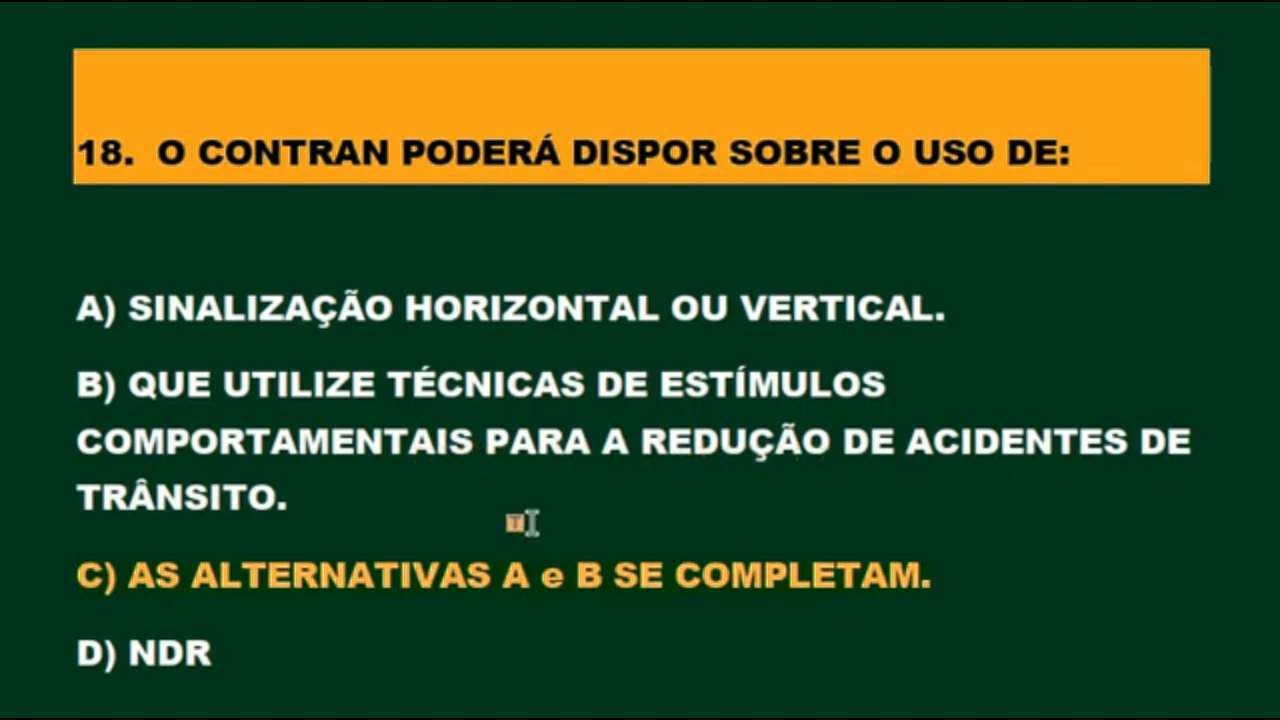 18. O CONTRAN PODERÁ DISPOR SOBRE O USO DE:
A) SINALIZAÇÃO HORIZONTAL OU VERTICAL.
B) QUE UTILIZE TÉCNICAS DE ESTÍMULOS
COMPORTAMENTAIS PARA A REDUÇÃO DE ACIDENTES DE
TRÂNSITO.
C) AS ALTERNATIVAS A e B SE COMPLETAM.
D) NDR